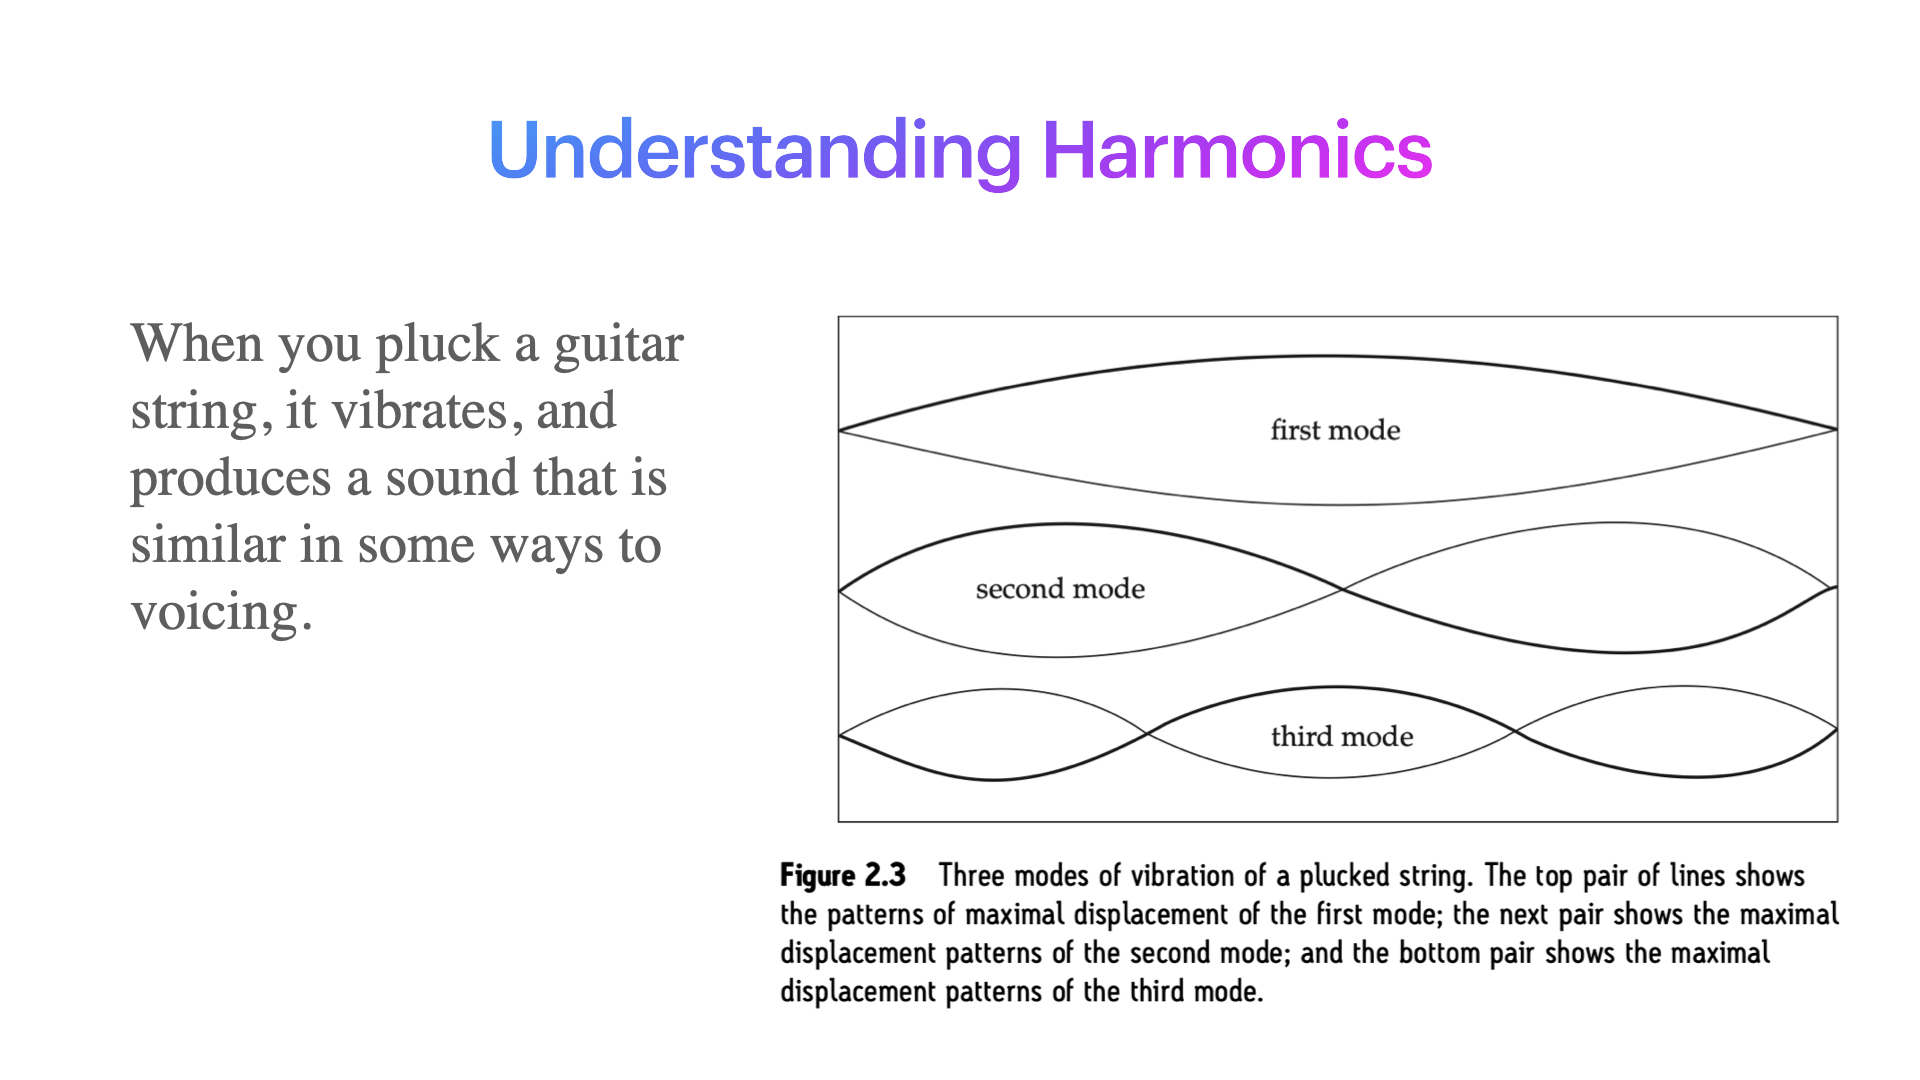 Understanding Harmonics
When you pluck a guitar
string, it vibrates, and
produces a sound that is
similar in some ways to
voicing.
first mode
second mode
third mode
Figure 2.3 Three modes of vibration of a plucked string. The top pair of lines shows
the patterns of maximal displacement of the first mode; the next pair shows the maximal
displacement patterns of the second mode; and the bottom pair shows the maximal
displacement patterns of the third mode.